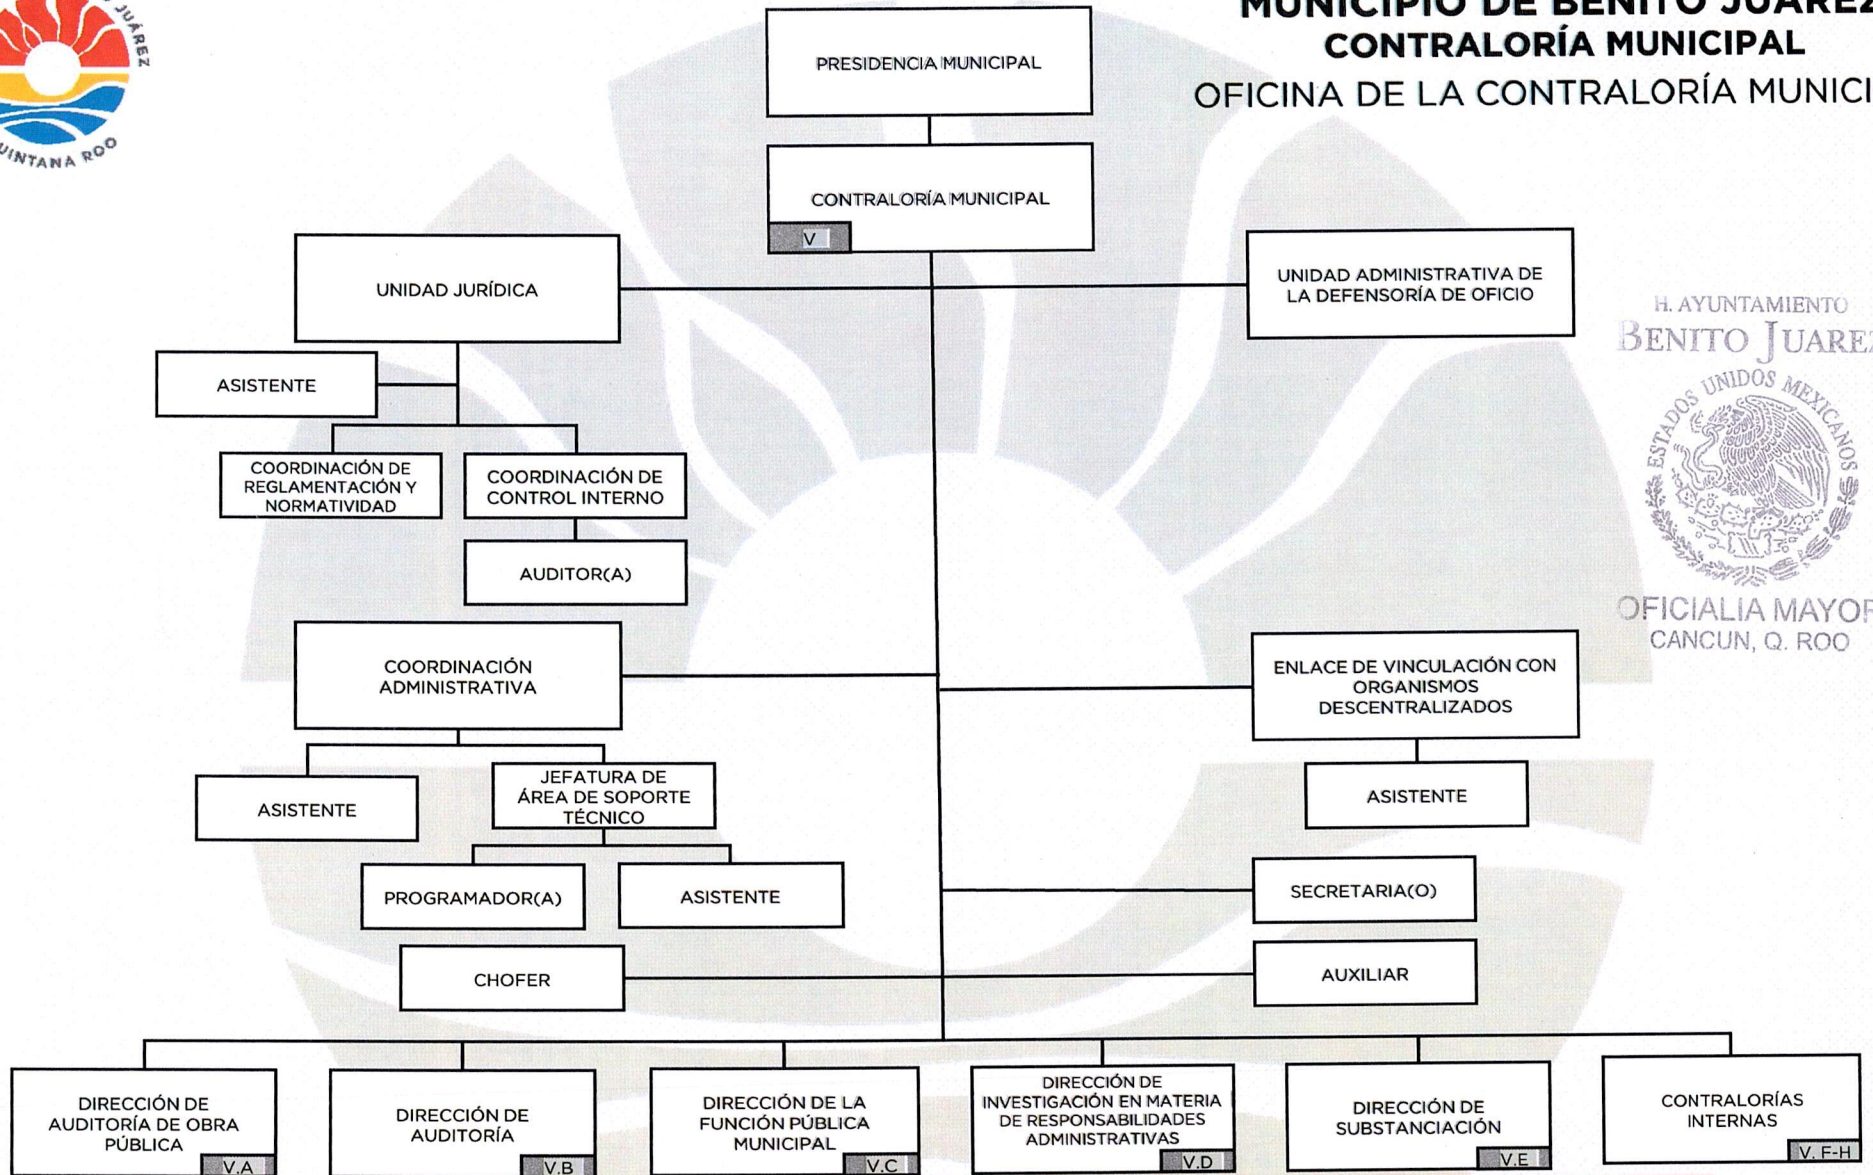 JUÁREZ
QUINTANA ROO
MUNICIPIO DE BENITO JUÁREZ
CONTRALORÍA MUNICIPAL
OFICINA DE LA CONTRALORÍA MUNICI
PRESIDENCIA MUNICIPAL
CONTRALORÍA MUNICIPAL
V
UNIDAD JURÍDICA
UNIDAD ADMINISTRATIVA DE
LA DEFENSORÍA DE OFICIO
H. AYUNTAMIENTO
BENITO JUAREZ
ESTADOS UNIDOS MEXICANOS
OFICIALIA MAYOR
CANCUN, Q. ROO
ASISTENTE
COORDINACIÓN DE
REGLAMENTACIÓN Y
NORMATIVIDAD
COORDINACIÓN DE
CONTROL INTERNO
AUDITOR(A)
COORDINACIÓN
ADMINISTRATIVA
ENLACE DE VINCULACIÓN CON
ORGANISMOS
DESCENTRALIZADOS
ASISTENTE
JEFATURA DE
ÁREA DE SOPORTE
TÉCNICO
ASISTENTE
PROGRAMADOR(A)
ASISTENTE
SECRETARIA(O)
CHOFER
AUXILIAR
DIRECCIÓN DE
AUDITORÍA DE OBRA
PÚBLICA
V.A
DIRECCIÓN DE
AUDITORÍA
V.B
DIRECCIÓN DE LA
FUNCIÓN PÚBLICA
MUNICIPAL
V.C
DIRECCIÓN DE
INVESTIGACIÓN EN MATERIA
DE RESPONSABILIDADES
ADMINISTRATIVAS
V.D
DIRECCIÓN DE
SUBSTANCIACIÓN
V.E
CONTRALORÍAS
INTERNAS
V. F-H